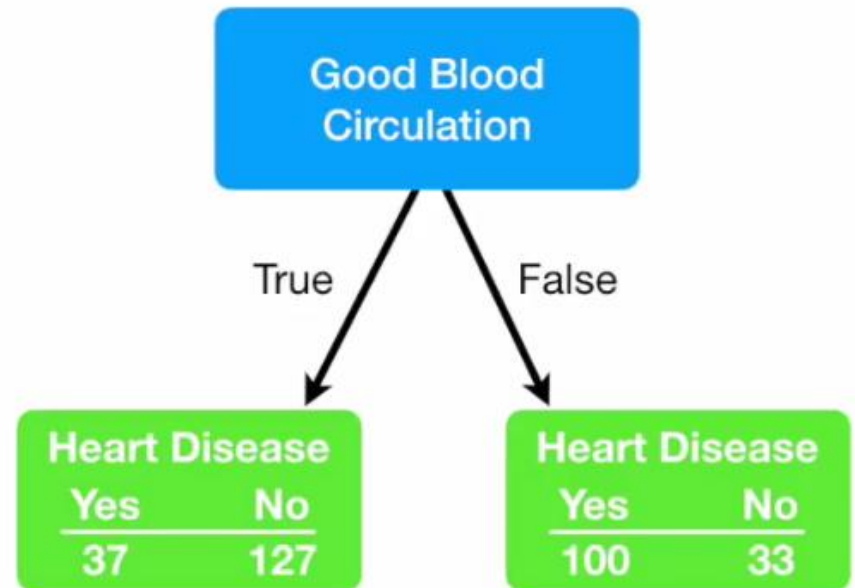 Good Blood
Circulation
True
False
Heart Disease
Yes No
37 127
Heart Disease
Yes No
100 33